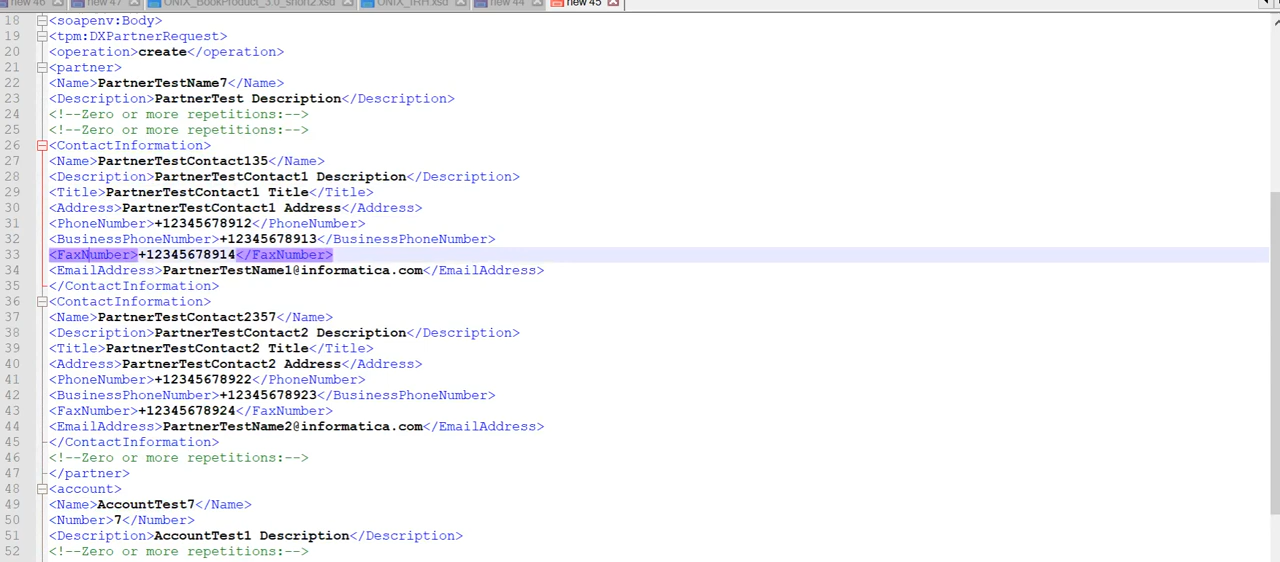 new 46 new 47 ONIX_BookProduct_3.0_short2.xsd ONIX_IRH.xsd new 44 new 45
18 <soapenv:Body>
19 <tpm:DXPartnerRequest>
20 <operation>create</operation>
21 <partner>
22 <Name>PartnerTestName7</Name>
23 <Description>PartnerTest Description</Description>
24 <!--Zero or more repetitions:-->
25 <!--Zero or more repetitions:-->
26 <ContactInformation>
27 <Name>PartnerTestContact135</Name>
28 <Description>PartnerTestContact1 Description</Description>
29 <Title>PartnerTestContact1 Title</Title>
30 <Address>PartnerTestContact1 Address</Address>
31 <PhoneNumber>+12345678912</PhoneNumber>
32 <BusinessPhoneNumber>+12345678913</BusinessPhoneNumber>
33 <FaxNumber>+12345678914</FaxNumber>
34 <EmailAddress>PartnerTestName1@informatica.com</EmailAddress>
35 </ContactInformation>
36 <ContactInformation>
37 <Name>PartnerTestContact2357</Name>
38 <Description>PartnerTestContact2 Description</Description>
39 <Title>PartnerTestContact2 Title</Title>
40 <Address>PartnerTestContact2 Address</Address>
41 <PhoneNumber>+12345678922</PhoneNumber>
42 <BusinessPhoneNumber>+12345678923</BusinessPhoneNumber>
43 <FaxNumber>+12345678924</FaxNumber>
44 <EmailAddress>PartnerTestName2@informatica.com</EmailAddress>
45 </ContactInformation>
46 <!--Zero or more repetitions:-->
47 </partner>
48 <account>
49 <Name>AccountTest7</Name>
50 <Number>7</Number>
51 <Description>AccountTest1 Description</Description>
52 <!--Zero or more repetitions:-->